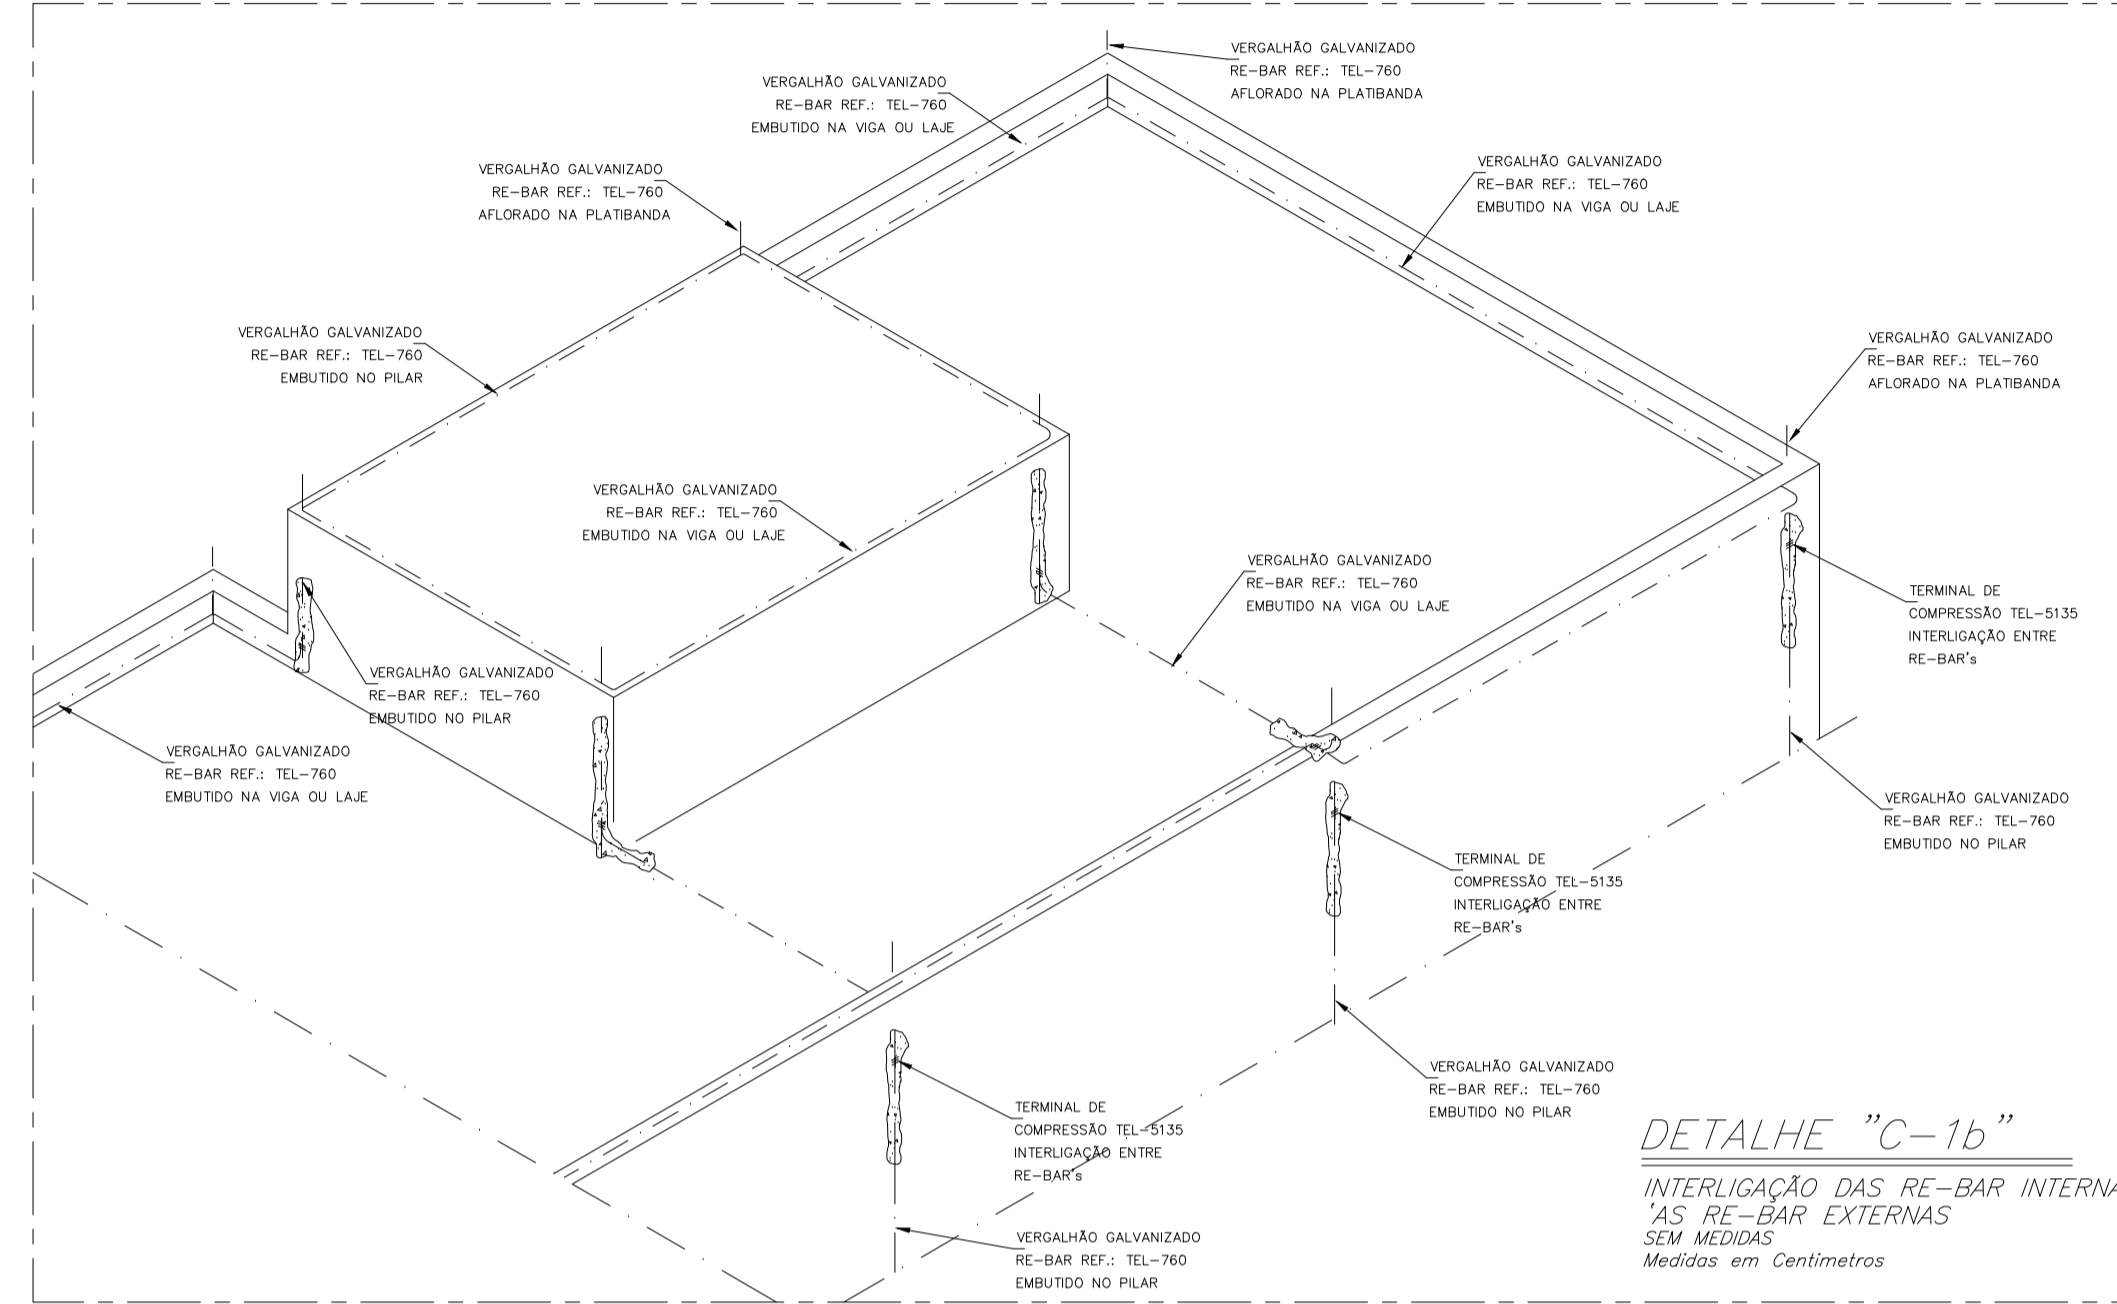 VERGALHÃO GALVANIZADO
RE-BAR REF.: TEL-760
AFLORADO NA PLATIBANDA
VERGALHÃO GALVANIZADO
RE-BAR REF.: TEL-760
EMBUTIDO NA VIGA OU LAJE
VERGALHÃO GALVANIZADO
RE-BAR REF.: TEL-760
AFLORADO NA PLATIBANDA
VERGALHÃO GALVANIZADO
RE-BAR REF.: TEL-760
EMBUTIDO NA VIGA OU LAJE
VERGALHÃO GALVANIZADO
RE-BAR REF.: TEL-760
EMBUTIDO NO PILAR
VERGALHÃO GALVANIZADO
RE-BAR REF.: TEL-760
AFLORADO NA PLATIBANDA
VERGALHÃO GALVANIZADO
RE-BAR REF.: TEL-760
EMBUTIDO NA VIGA OU LAJE
VERGALHÃO GALVANIZADO
RE-BAR REF.: TEL-760
EMBUTIDO NA VIGA OU LAJE
TERMINAL DE
COMPRESSÃO TEL-5135
INTERLIGAÇÃO ENTRE
RE-BAR's
VERGALHÃO GALVANIZADO
RE-BAR REF.: TEL-760
EMBUTIDO NO PILAR
VERGALHÃO GALVANIZADO
RE-BAR REF.: TEL-760
EMBUTIDO NA VIGA OU LAJE
VERGALHÃO GALVANIZADO
RE-BAR REF.: TEL-760
EMBUTIDO NO PILAR
TERMINAL DE
COMPRESSÃO TEL-5135
INTERLIGAÇÃO ENTRE
RE-BAR's
VERGALHÃO GALVANIZADO
RE-BAR REF.: TEL-760
EMBUTIDO NO PILAR
TERMINAL DE
COMPRESSÃO TEL-5135
INTERLIGAÇÃO ENTRE
RE-BAR's
VERGALHÃO GALVANIZADO
RE-BAR REF.: TEL-760
EMBUTIDO NO PILAR
DETALHE "C-1b"
INTERLIGAÇÃO DAS RE-BAR INTERNA
'AS RE-BAR EXTERNAS
SEM MEDIDAS
Medidas em Centimetros